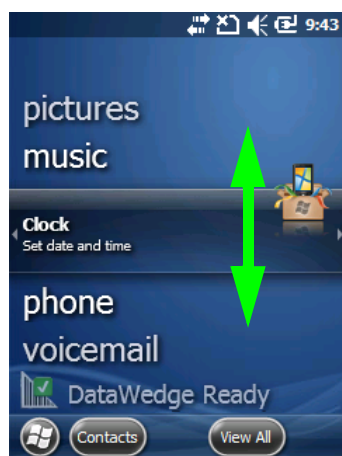 9:43
pictures
music
Clock
Set date and time
phone
voicemail
DataWedge Ready
Contacts
View All